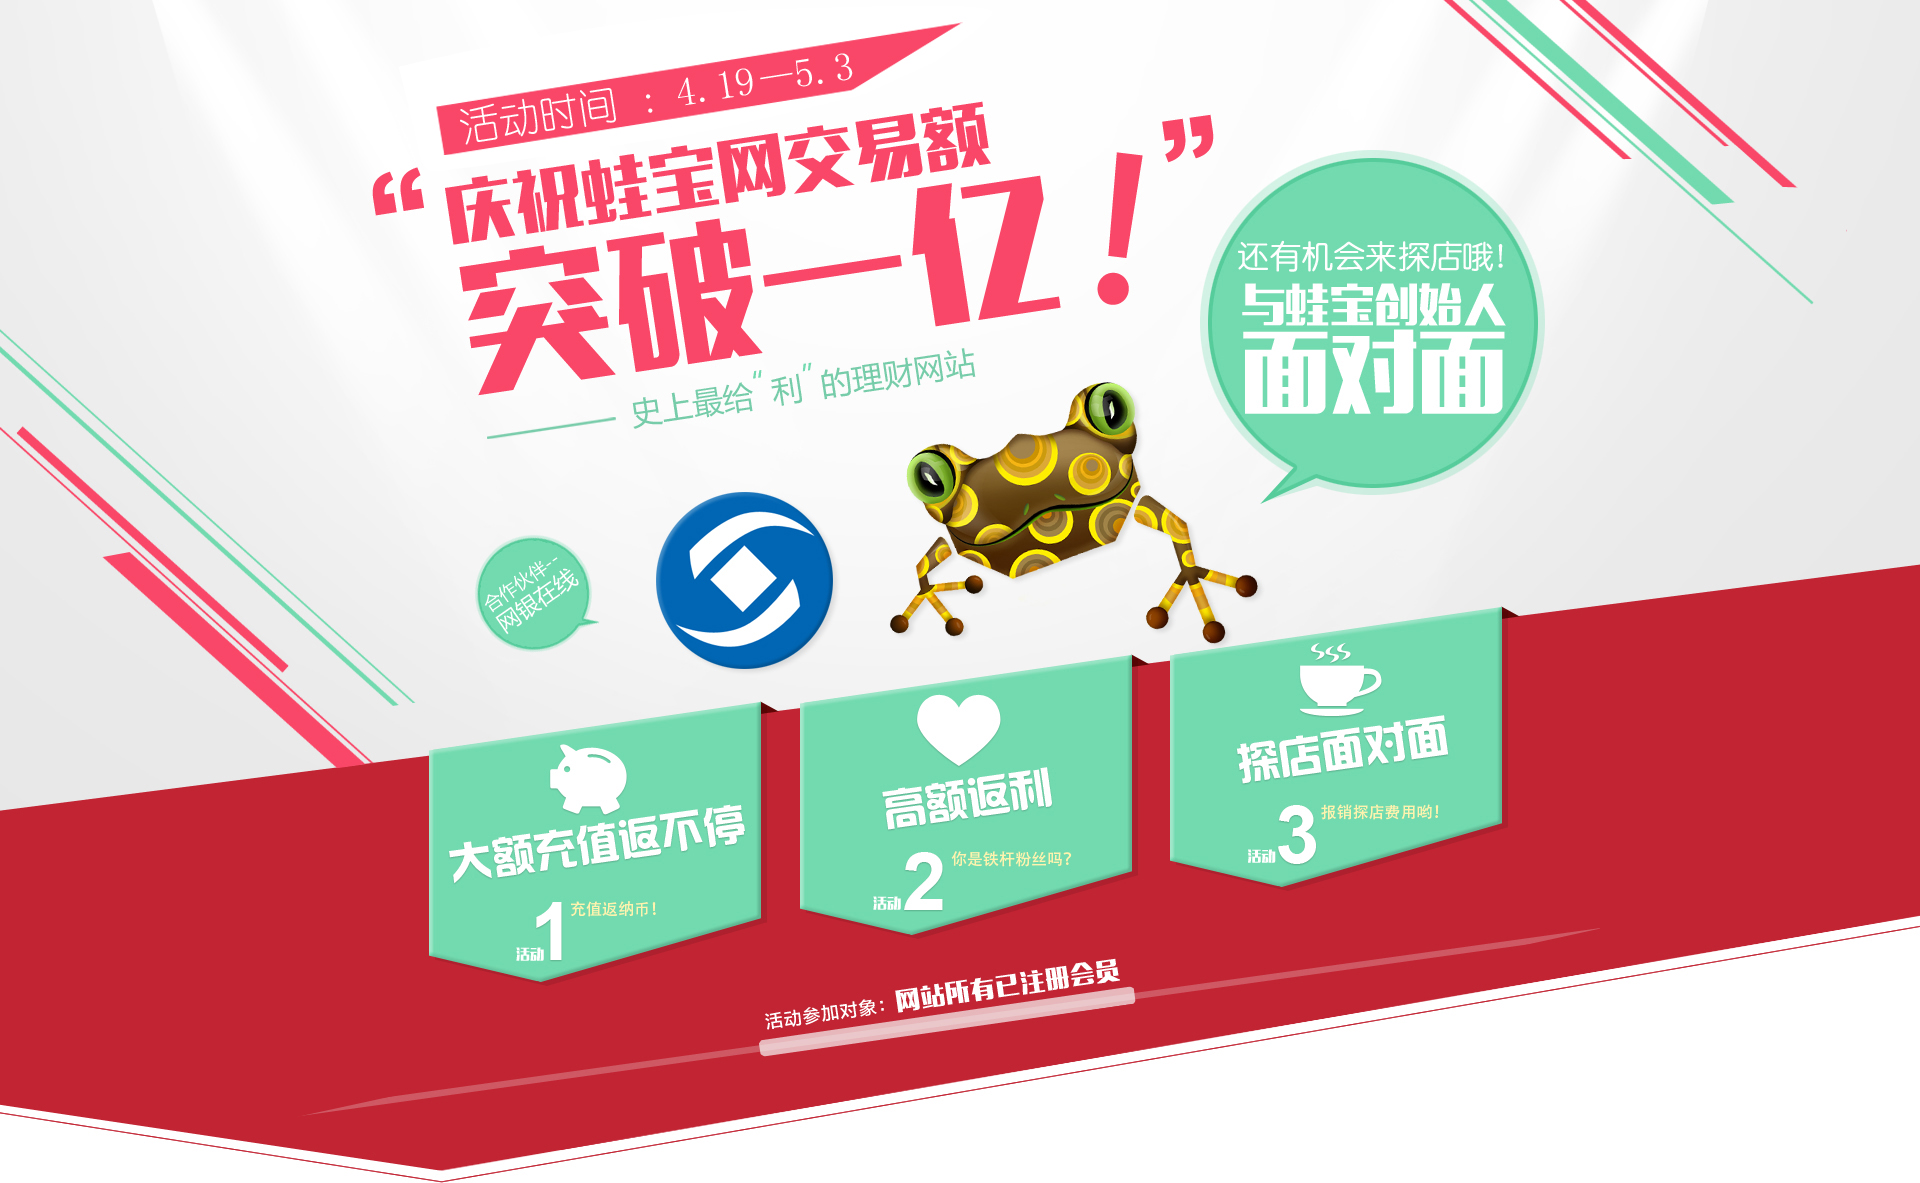 活动时间 : 4.19—5.3
“庆祝蛙宝网交易额
突破一亿！”
史上最给“利”的理财网站
还有机会来探店哦!
与蛙宝创始人
面对面
合作伙伴--
网银在线
大额充值返不停
活动1 充值返纳币!
高额返利
活动2 你是铁杆粉丝吗?
探店面对面
活动3 报销探店费用哟!
活动参加对象: 网站所有已注册会员